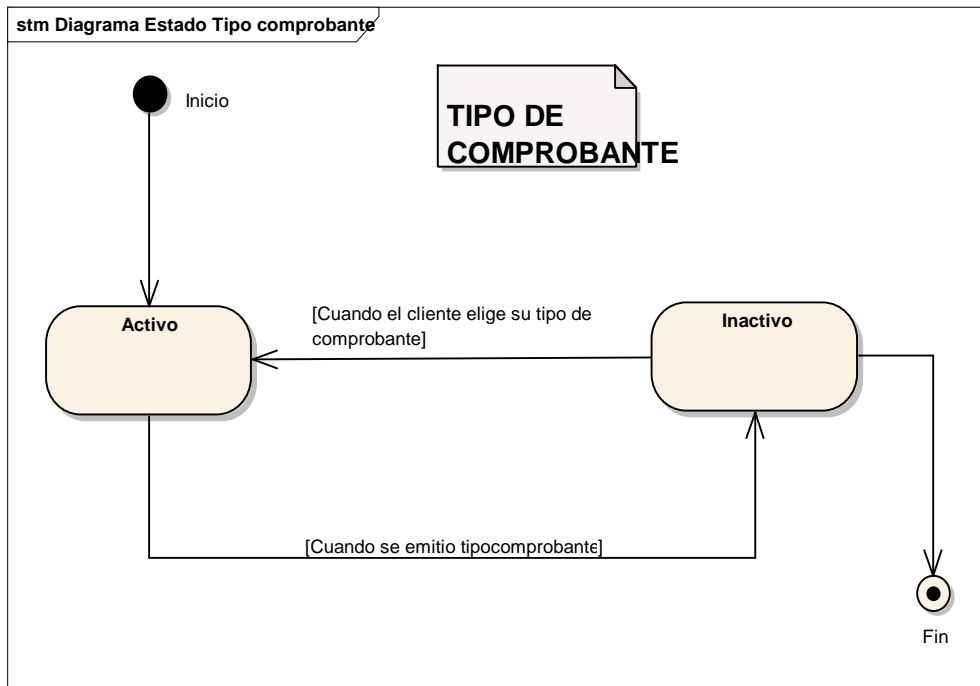 stm Diagrama Estado Tipo comprobante
Inicio
TIPO DE
COMPROBANTE
Activo
[Cuando el cliente elige su tipo de
comprobante]
Inactivo
[Cuando se emitio tipocomprobante]
Fin